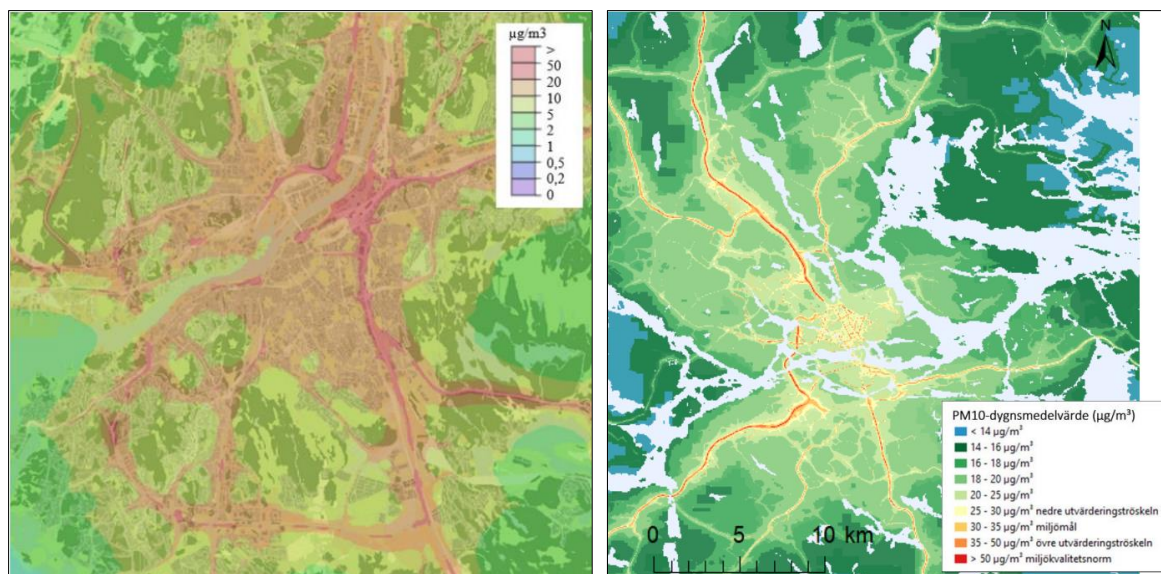 µg/m3
>
50
20
10
5
2
1
0,5
0,2
0
N
PM10-dygnsmedelvärde (µg/m³)
< 14 µg/m³
14 - 16 µg/m³
16 - 18 µg/m³
18 - 20 µg/m³
20 - 25 µg/m³
25 - 30 µg/m³ nedre utvärderingströskeln
30 - 35 µg/m³ miljömål
35 - 50 µg/m³ övre utvärderingströskeln
> 50 µg/m³ miljökvalitetsnorm
0 5 10 km